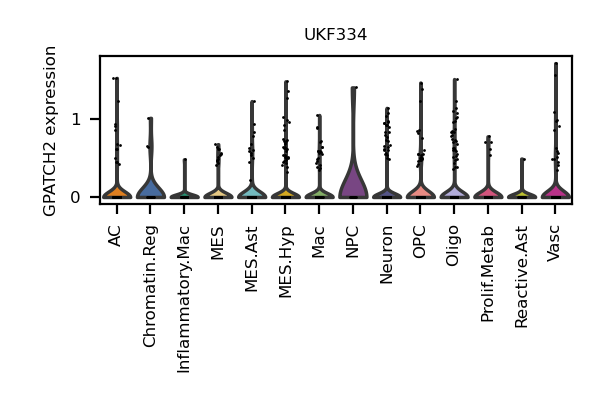 UKF334
GPATCH2 expression
1
0
AC
Chromatin.Reg
Inflammatory.Mac
MES
MES.Ast
MES.Hyp
Mac
NPC
Neuron
OPC
Oligo
Prolif.Metab
Reactive.Ast
Vasc